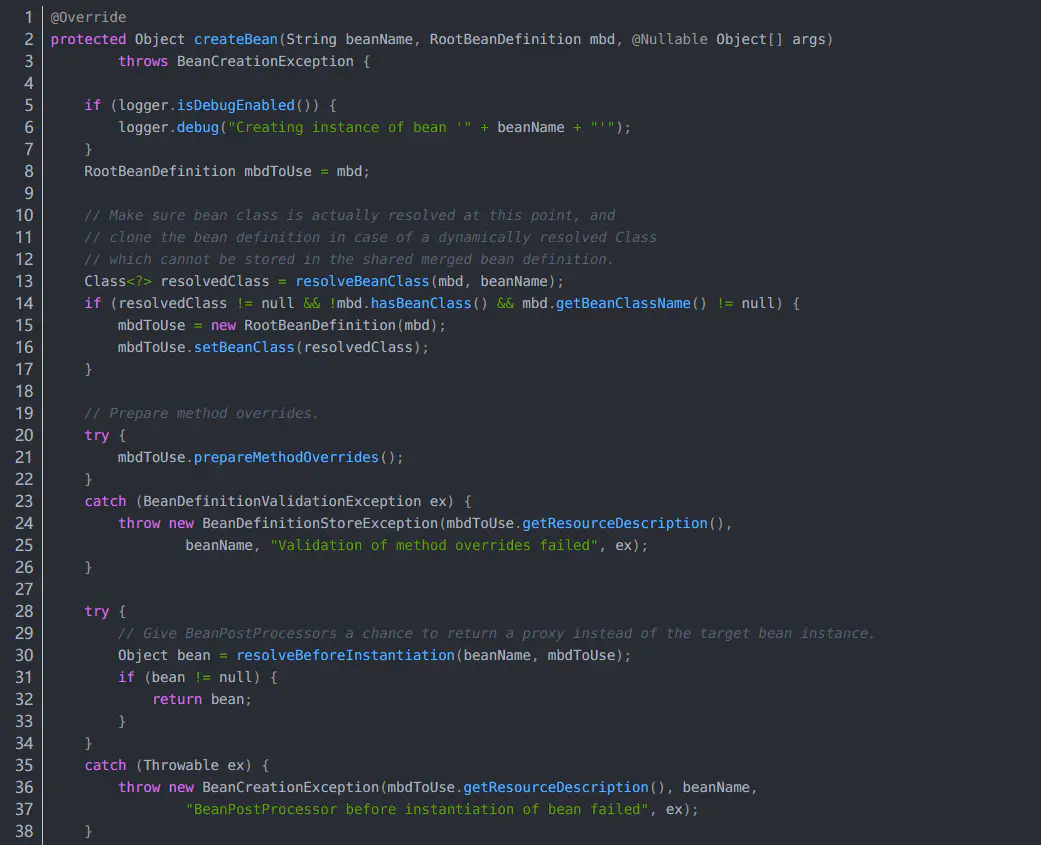 1 @Override
2 protected Object createBean(String beanName, RootBeanDefinition mbd, @Nullable Object[] args)
3         throws BeanCreationException {
4
5     if (logger.isDebugEnabled()) {
6         logger.debug("Creating instance of bean '" + beanName + "'");
7     }
8     RootBeanDefinition mbdToUse = mbd;
9
10     // Make sure bean class is actually resolved at this point, and
11     // clone the bean definition in case of a dynamically resolved Class
12     // which cannot be stored in the shared merged bean definition.
13     Class<?> resolvedClass = resolveBeanClass(mbd, beanName);
14     if (resolvedClass != null && !mbd.hasBeanClass() && mbd.getBeanClassName() != null) {
15         mbdToUse = new RootBeanDefinition(mbd);
16         mbdToUse.setBeanClass(resolvedClass);
17     }
18
19     // Prepare method overrides.
20     try {
21         mbdToUse.prepareMethodOverrides();
22     }
23     catch (BeanDefinitionValidationException ex) {
24         throw new BeanDefinitionStoreException(mbdToUse.getResourceDescription(),
25                 beanName, "Validation of method overrides failed", ex);
26     }
27
28     try {
29         // Give BeanPostProcessors a chance to return a proxy instead of the target bean instance.
30         Object bean = resolveBeforeInstantiation(beanName, mbdToUse);
31         if (bean != null) {
32             return bean;
33         }
34     }
35     catch (Throwable ex) {
36         throw new BeanCreationException(mbdToUse.getResourceDescription(), beanName,
37                 "BeanPostProcessor before instantiation of bean failed", ex);
38     }